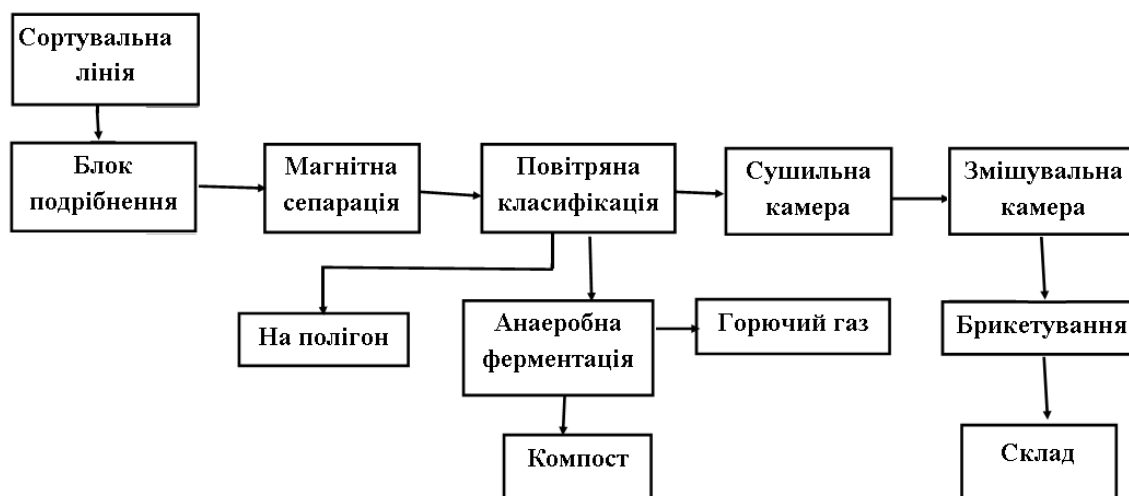 Сортувальна
лінія
Блок
подрібнення
Магнітна
сепарація
Повітряна
класифікація
Сушильна
камера
Змішувальна
камера
На полігон
Анаеробна
ферментація
Горючий газ
Брикетування
Компост
Склад